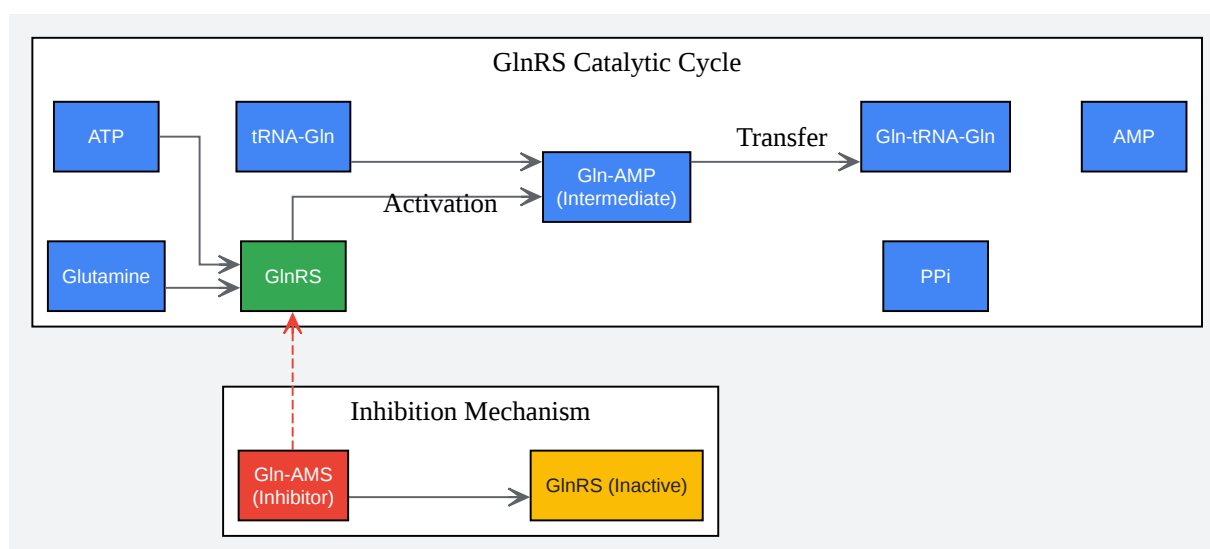 GlnRS Catalytic Cycle
ATP
tRNA-Gln
Transfer
Gln-tRNA-Gln
AMP
Gln-AMP
(Intermediate)
Activation
Glutamine
GlnRS
PPi
Inhibition Mechanism
Gln-AMS
(Inhibitor)
GlnRS (Inactive)